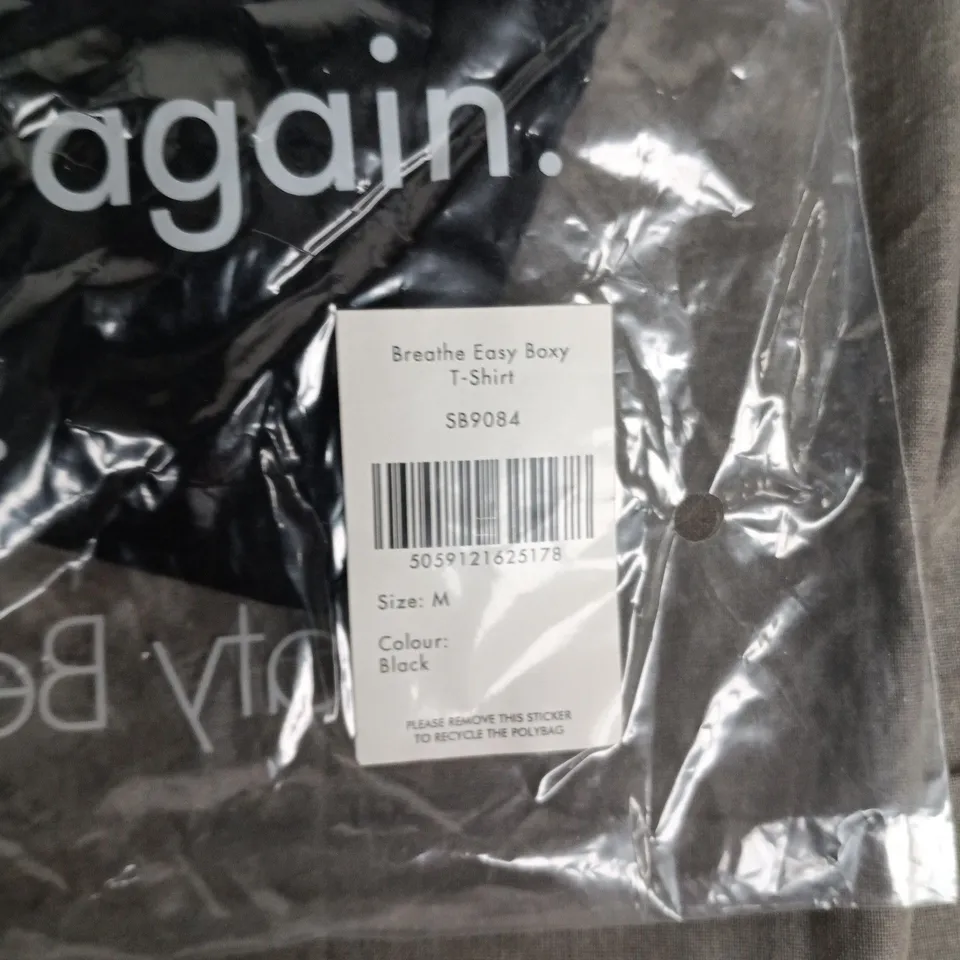 again.
Breathe Easy Boxy
T-Shirt
SB9084
5059121625178
Size: M
Colour:
Black
PLEASE REMOVE THIS STICKER
TO RECYCLE THE POLYBAG